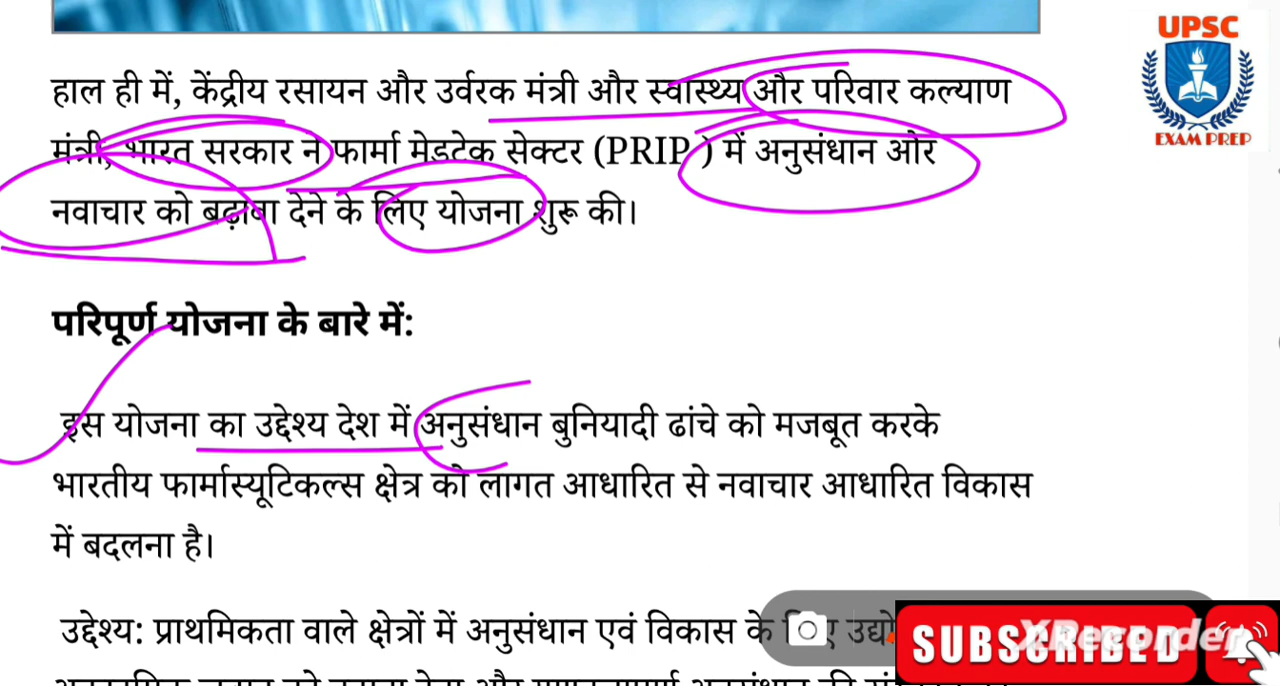 UPSC
EXAM PREP
हाल ही में, केंद्रीय रसायन और उर्वरक मंत्री और स्वास्थ्य और परिवार कल्याण
मंत्री, भारत सरकार ने फार्मा मेडटेक सेक्टर (PRIP ) में अनुसंधान और
नवाचार को बढ़ावा देने के लिए योजना शुरू की।
परिपूर्ण योजना के बारे में:
इस योजना का उद्देश्य देश में अनुसंधान बुनियादी ढांचे को मजबूत करके
भारतीय फार्मास्यूटिकल्स क्षेत्र को लागत आधारित से नवाचार आधारित विकास
में बदलना है।
उद्देश्य: प्राथमिकता वाले क्षेत्रों में अनुसंधान एवं विकास के
SUBSCRIBED
XRecorder